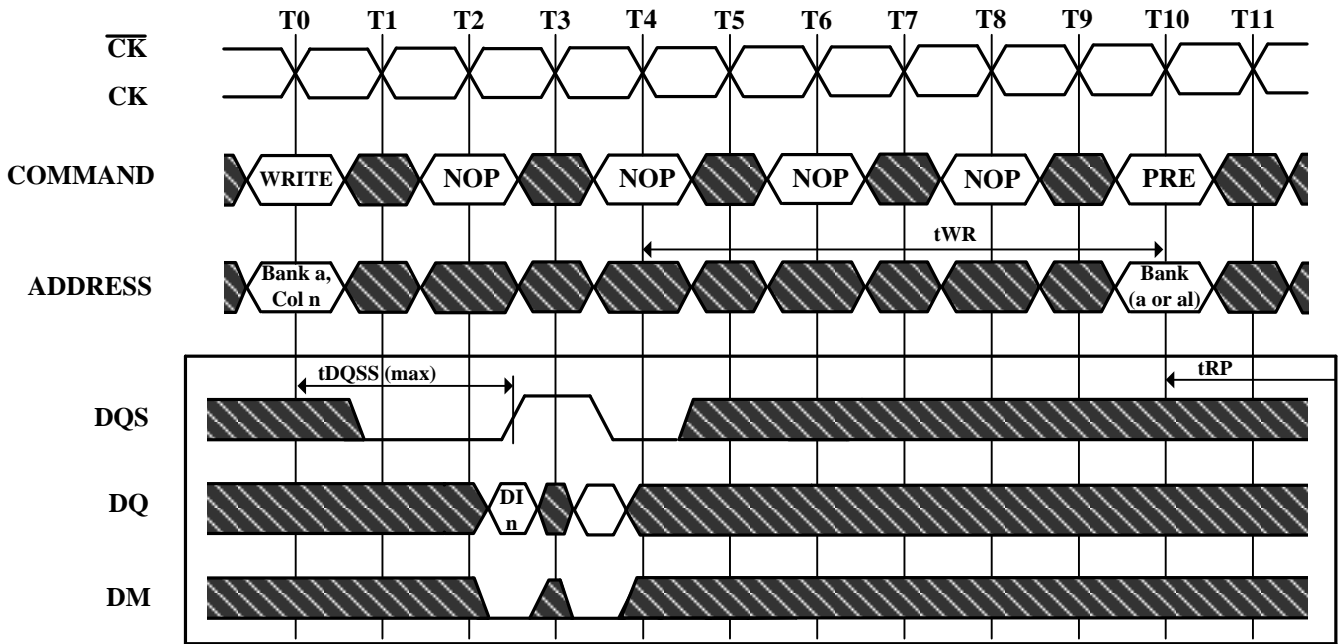 T0 T1 T2 T3 T4 T5 T6 T7 T8 T9 T10 T11
CK
CK
COMMAND WRITE NOP NOP NOP NOP PRE
tWR
ADDRESS Bank a, Col n Bank (a or al)
tDQSS (max) tRP
DQS
DQ DI n
DM